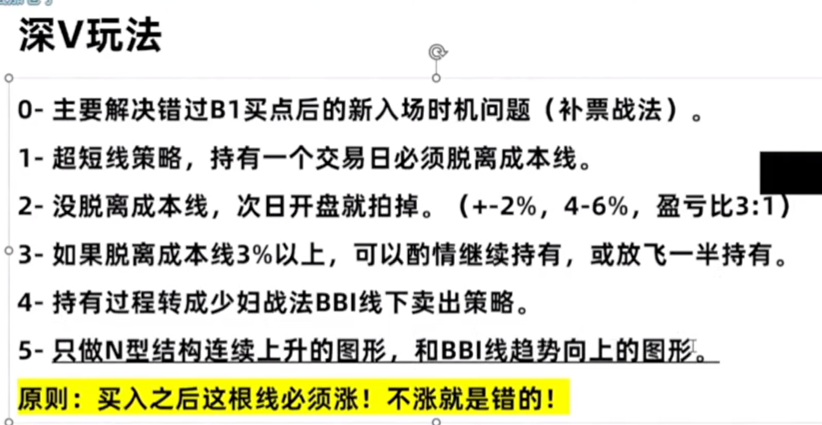 深V玩法
0- 主要解决错过B1买点后的新入场时机问题（补票战法）。
1- 超短线策略，持有一个交易日必须脱离成本线。
2- 没脱离成本线，次日开盘就拍掉。（+-2%，4-6%，盈亏比3:1）
3- 如果脱离成本线3%以上，可以酌情继续持有，或放飞一半持有。
4- 持有过程转成少妇战法BBI线下卖出策略。
5- 只做N型结构连续上升的图形，和BBI线趋势向上的图形。
原则：买入之后这根线必须涨！不涨就是错的！